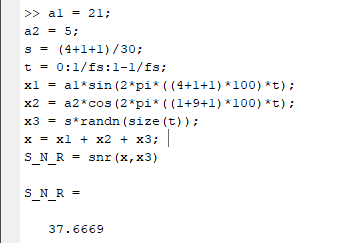 >> a1 = 21;
a2 = 5;
s = (4+1+1)/30;
t = 0:1/fs:1-1/fs;
x1 = a1*sin(2*pi*((4+1+1)*100)*t);
x2 = a2*cos(2*pi*((1+9+1)*100)*t);
x3 = s*randn(size(t));
x = x1 + x2 + x3;
S_N_R = snr(x,x3)
S_N_R =
37.6669